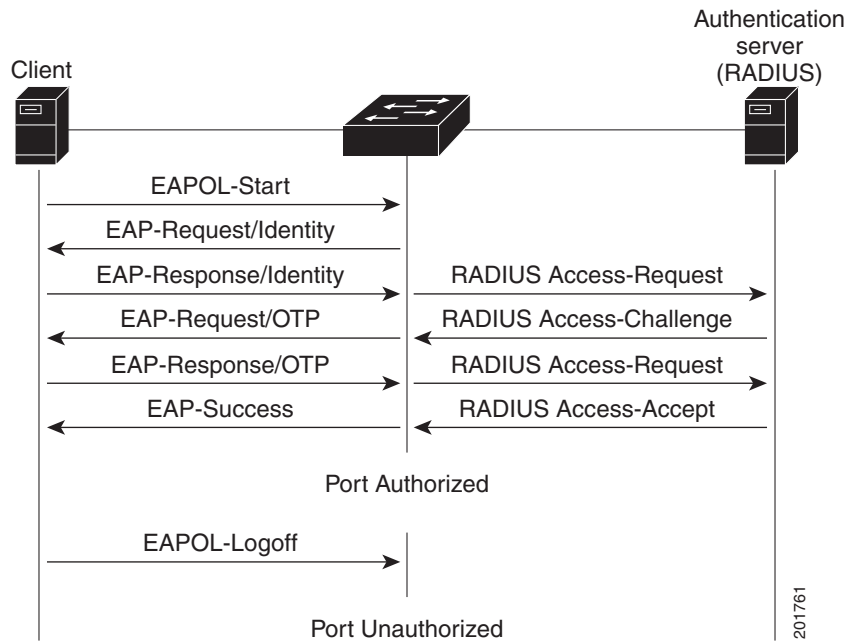 Authentication
server
(RADIUS)
Client
EAPOL-Start
EAP-Request/Identity
EAP-Response/Identity
RADIUS Access-Request
EAP-Request/OTP
RADIUS Access-Challenge
EAP-Response/OTP
RADIUS Access-Request
EAP-Success
RADIUS Access-Accept
Port Authorized
EAPOL-Logoff
Port Unauthorized
201761